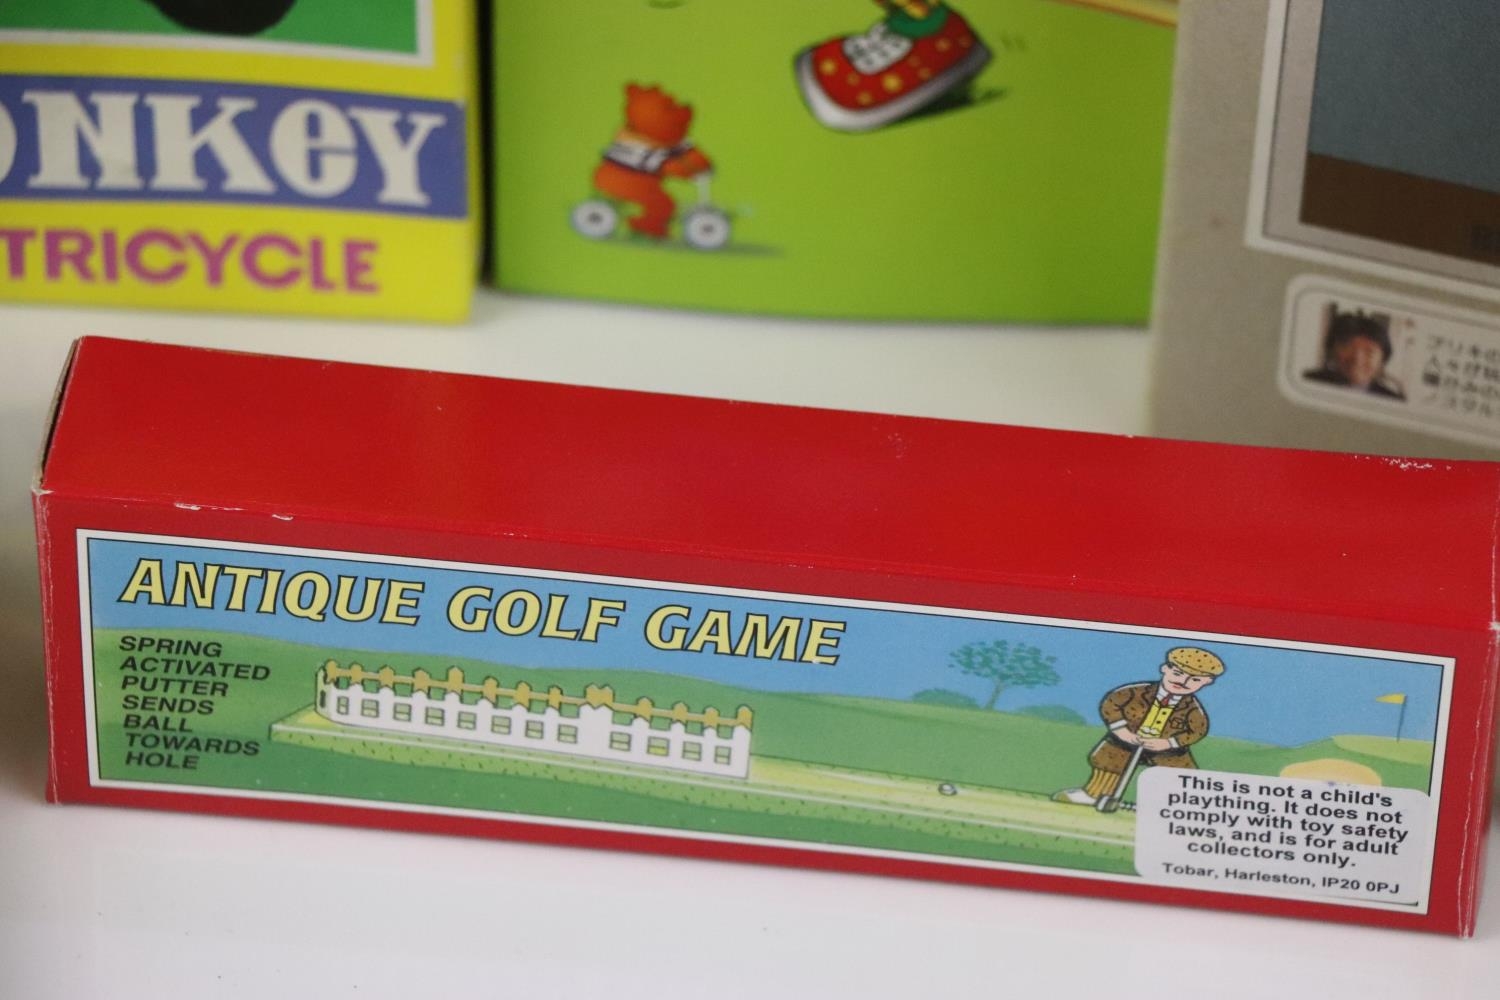 ONKEY
TRICYCLE
ANTIQUE GOLF GAME
SPRING
ACTIVATED
PUTTER
SENDS
BALL
TOWARDS
HOLE
This is not a child's
plaything. It does not
comply with toy safety
laws, and is for adult
collectors only.
Tobar, Harleston, IP20 0PJ